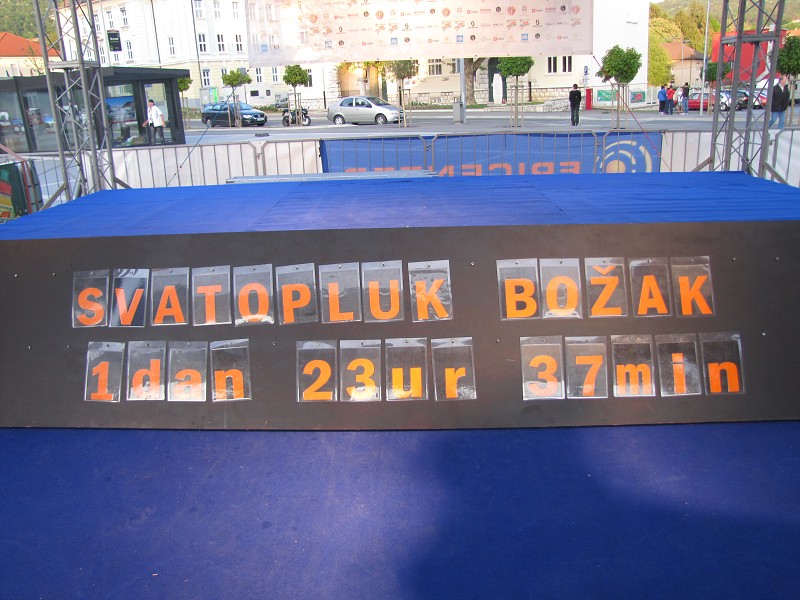 SVATOPLUK BOŽAK
1dan 23ur 37min